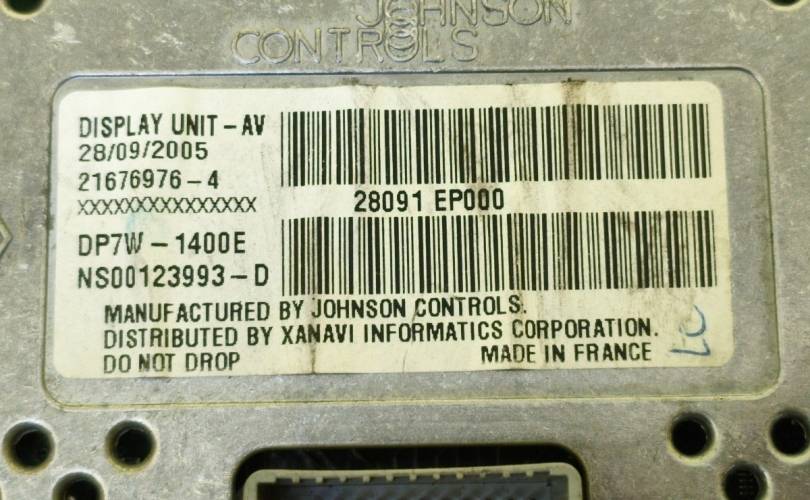 JOHNSON
CONTROLS
DISPLAY UNIT - AV
28/09/2005
21676976-4
XXXXXXXXXXXXXXX
28091 EP000
DP7W - 1400E
NS00123993 - D
MANUFACTURED BY JOHNSON CONTROLS.
DISTRIBUTED BY XANAVI INFORMATICS CORPORATION.
DO NOT DROP
MADE IN FRANCE